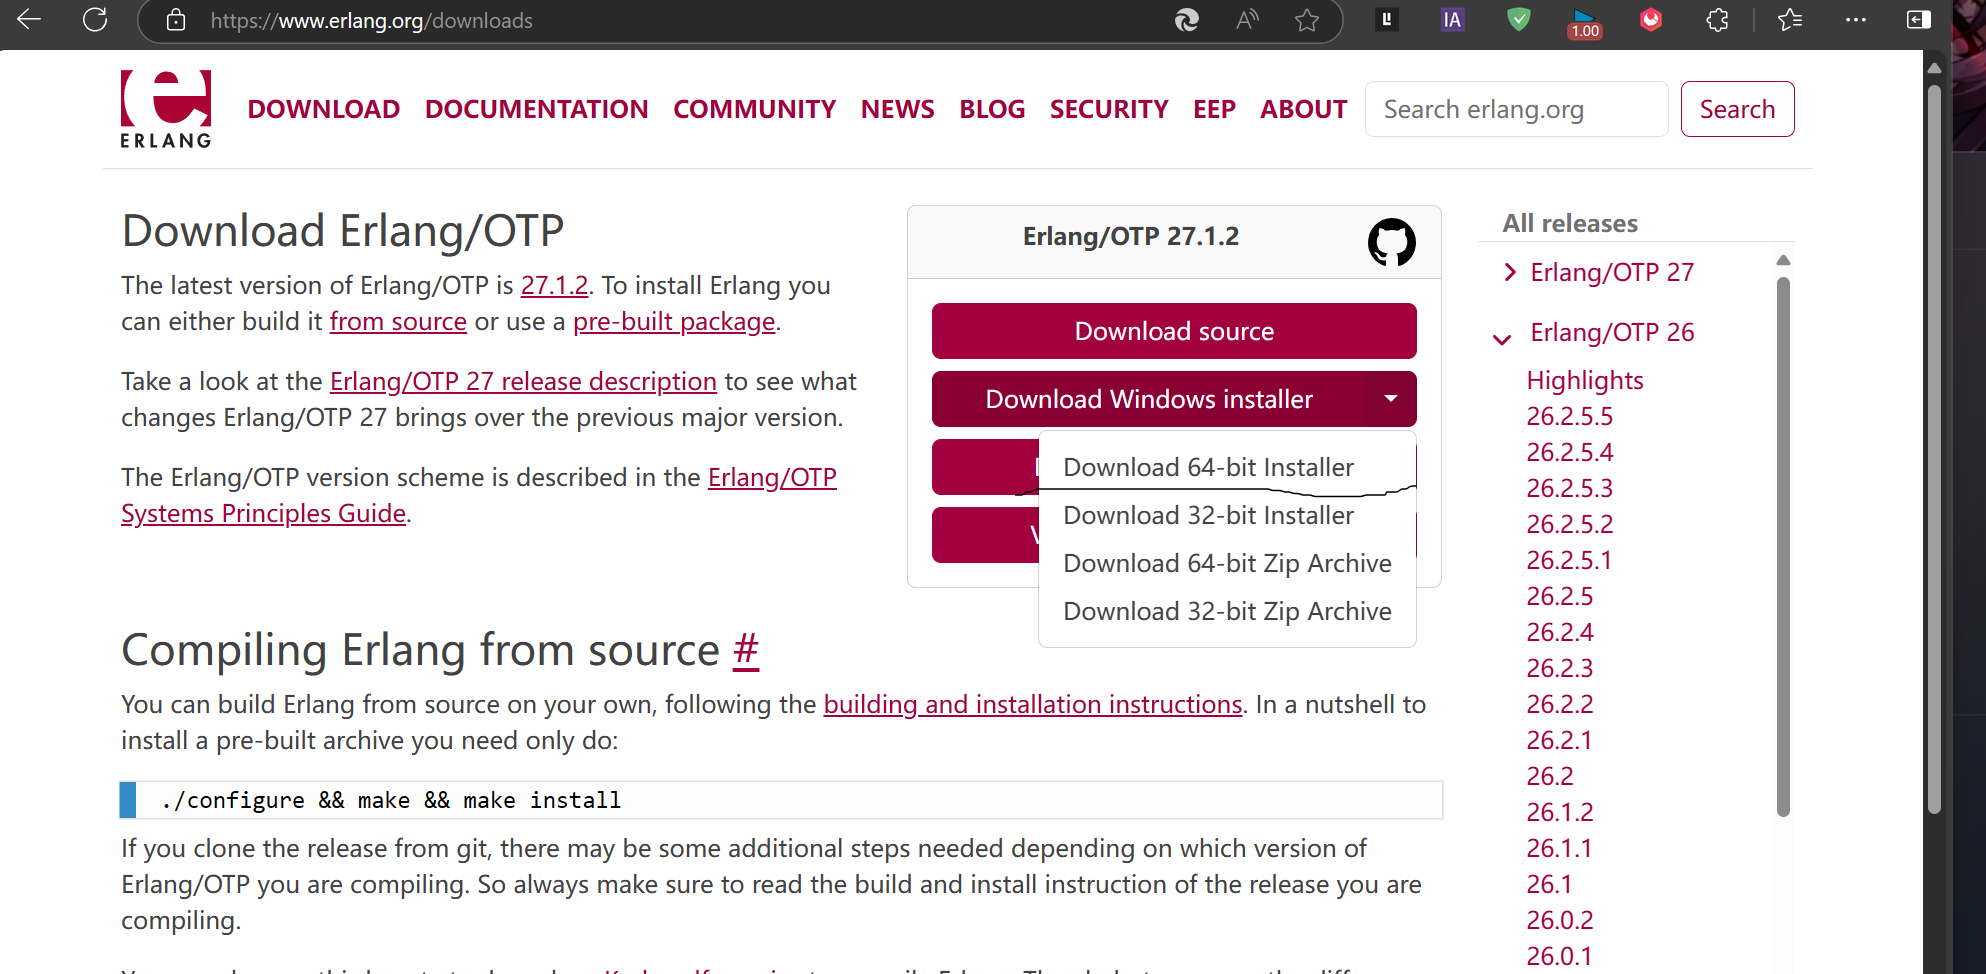 https://www.erlang.org/downloads
LI
IA
1.00
ERLANG
DOWNLOAD DOCUMENTATION COMMUNITY NEWS BLOG SECURITY EEP ABOUT
Search erlang.org
Search
Download Erlang/OTP
The latest version of Erlang/OTP is 27.1.2. To install Erlang you
can either build it from source or use a pre-built package.
Take a look at the Erlang/OTP 27 release description to see what
changes Erlang/OTP 27 brings over the previous major version.
The Erlang/OTP version scheme is described in the Erlang/OTP
Systems Principles Guide.
Erlang/OTP 27.1.2
Download source
Download Windows installer
Download 64-bit Installer
Download 32-bit Installer
Download 64-bit Zip Archive
Download 32-bit Zip Archive
All releases
Erlang/OTP 27
Erlang/OTP 26
Highlights
26.2.5.5
26.2.5.4
26.2.5.3
26.2.5.2
26.2.5.1
26.2.5
26.2.4
26.2.3
26.2.2
26.2.1
26.2
26.1.2
26.1.1
26.1
26.0.2
26.0.1
Compiling Erlang from source #
You can build Erlang from source on your own, following the building and installation instructions. In a nutshell to
install a pre-built archive you need only do:
./configure && make && make install
If you clone the release from git, there may be some additional steps needed depending on which version of
Erlang/OTP you are compiling. So always make sure to read the build and install instruction of the release you are
compiling.